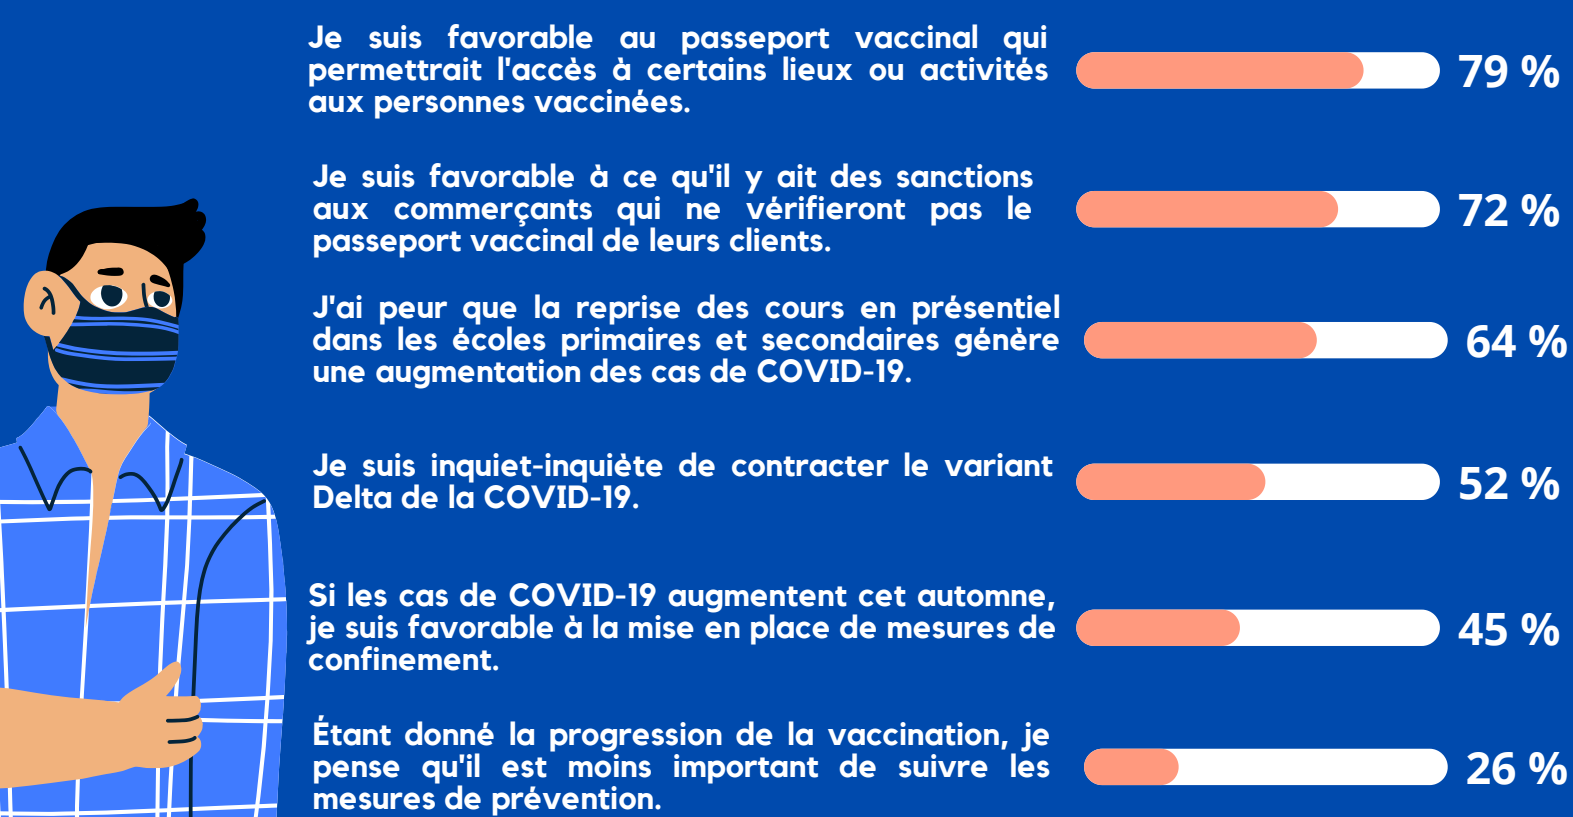 Je suis favorable au passeport vaccinal qui
permettrait l'accès à certains lieux ou activités
aux personnes vaccinées.
79 %
Je suis favorable à ce qu'il y ait des sanctions
aux commerçants qui ne vérifieront pas le
passeport vaccinal de leurs clients.
72 %
J'ai peur que la reprise des cours en présentiel
dans les écoles primaires et secondaires génère
une augmentation des cas de COVID-19.
64 %
Je suis inquiet-inquiète de contracter le variant
Delta de la COVID-19.
52 %
Si les cas de COVID-19 augmentent cet automne,
je suis favorable à la mise en place de mesures de
confinement.
45 %
Étant donné la progression de la vaccination, je
pense qu'il est moins important de suivre les
mesures de prévention.
26 %